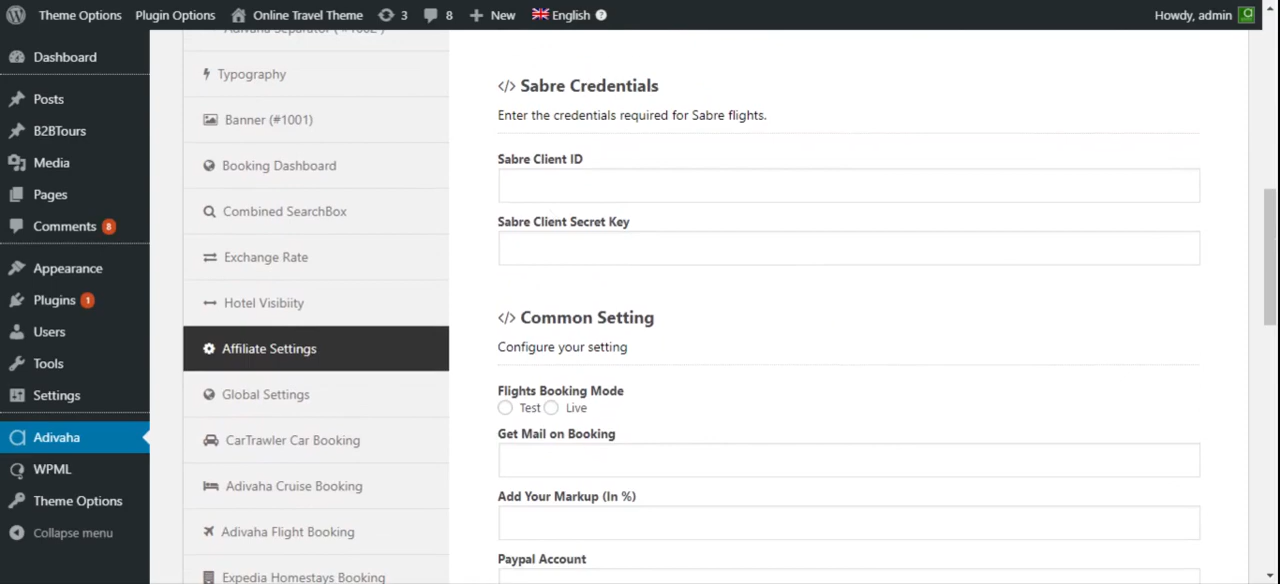 Theme Options Plugin Options Online Travel Theme 3 8 New English Howdy, admin
Dashboard
Posts
B2BTours
Media
Pages
Comments 8
Appearance
Plugins 1
Users
Tools
Settings
Adivaha
WPML
Theme Options
Collapse menu
Adivaha Separator (#1002)
Typography
Banner (#1001)
Booking Dashboard
Combined SearchBox
Exchange Rate
Hotel Visibiity
Affiliate Settings
Global Settings
CarTrawler Car Booking
Adivaha Cruise Booking
Adivaha Flight Booking
Expedia Homestays Booking
</> Sabre Credentials
Enter the credentials required for Sabre flights.
Sabre Client ID
Sabre Client Secret Key
</> Common Setting
Configure your setting
Flights Booking Mode
Test Live
Get Mail on Booking
Add Your Markup (In %)
Paypal Account